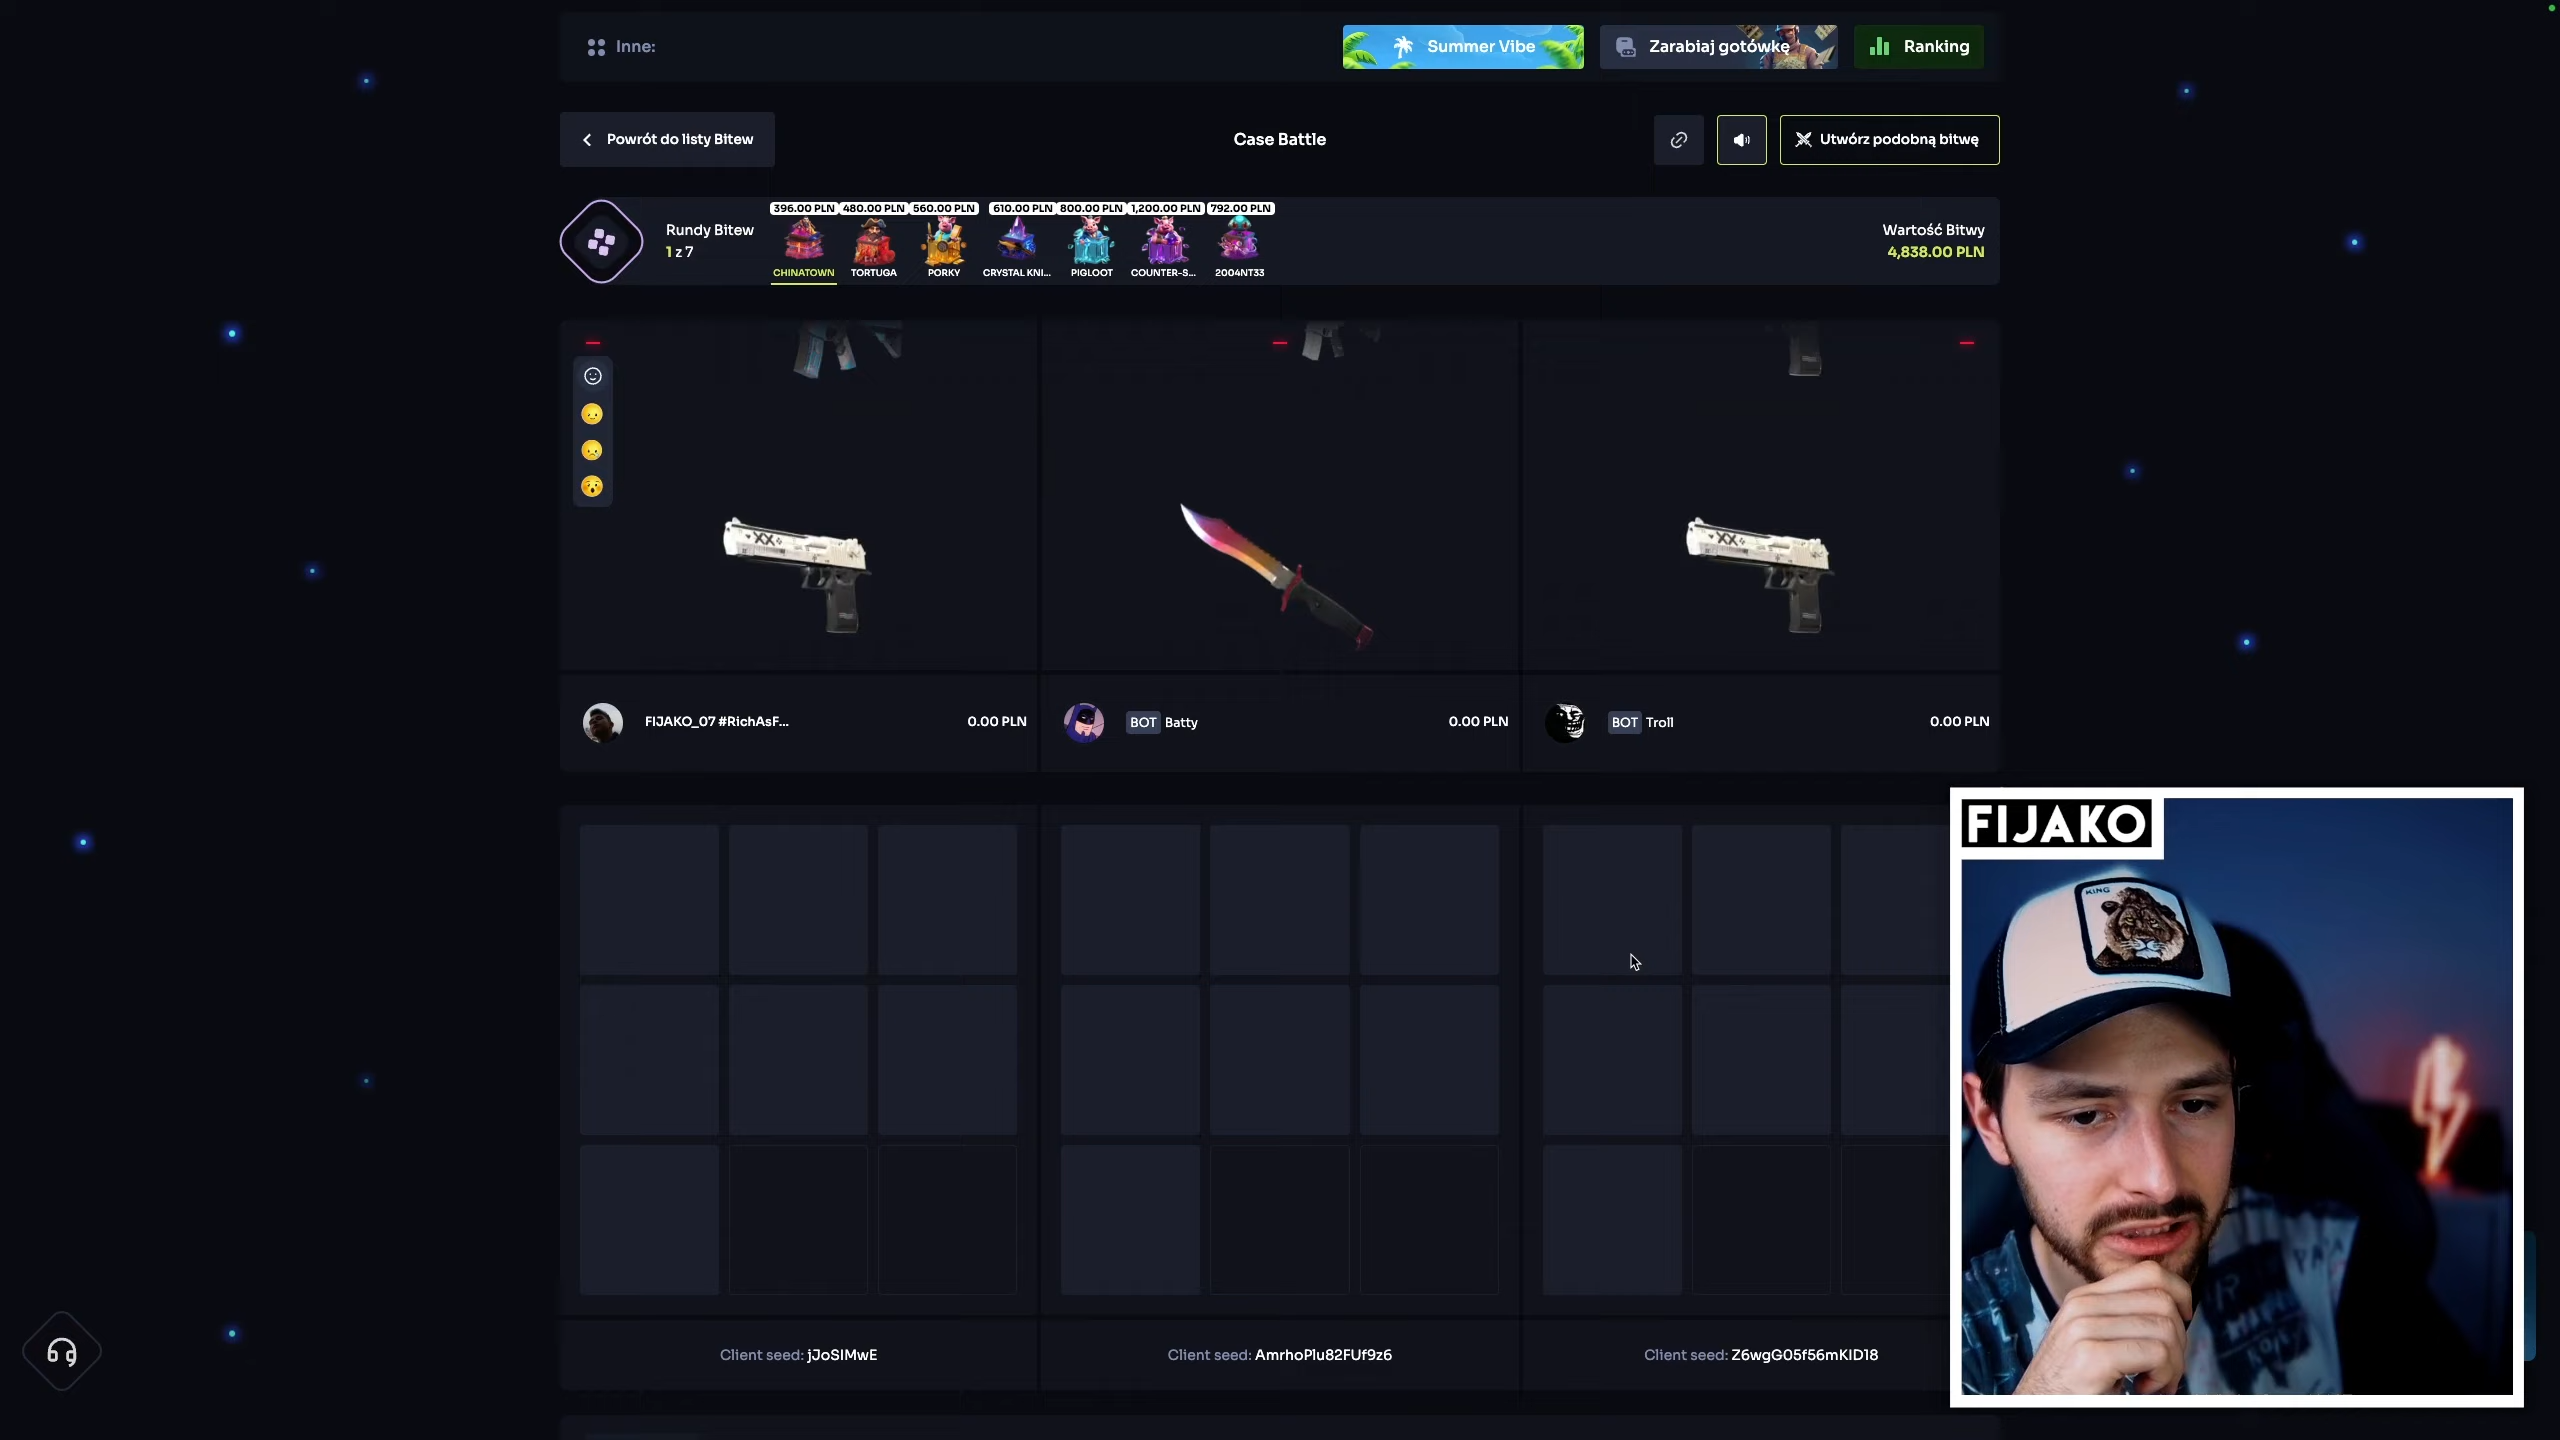 Inne:
Summer Vibe
Zarabiaj gotówkę
Ranking
Powrót do listy Bitew
Case Battle
Utwórz podobną bitwę
Rundy Bitew
1 z 7
396.00 PLN 480.00 PLN 560.00 PLN 610.00 PLN 800.00 PLN 1,200.00 PLN 792.00 PLN
CHINATOWN TORTUGA PORKY CRYSTAL KNI... PIGLOOT COUNTER-S... 2004NT33
Wartość Bitwy
4,838.00 PLN
FIJAKO_07 #RichAsF... 0.00 PLN
BOT Batty 0.00 PLN
BOT Troll 0.00 PLN
FIJAKO
KING
Client seed: jJoSIMwE
Client seed: AmrhoPlu82FUf9z6
Client seed: Z6wgG05f56mKID18